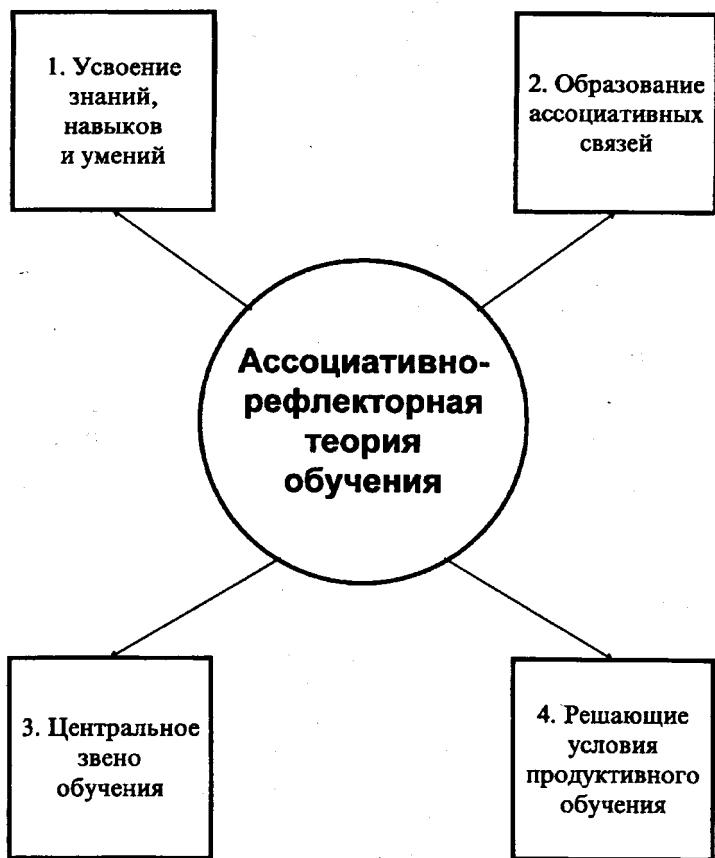 1. Усвоение
знаний,
навыков
и умений
2. Образование
ассоциативных
связей
Ассоциативно-
рефлекторная
теория
обучения
3. Центральное
звено
обучения
4. Решающие
условия
продуктивного
обучения